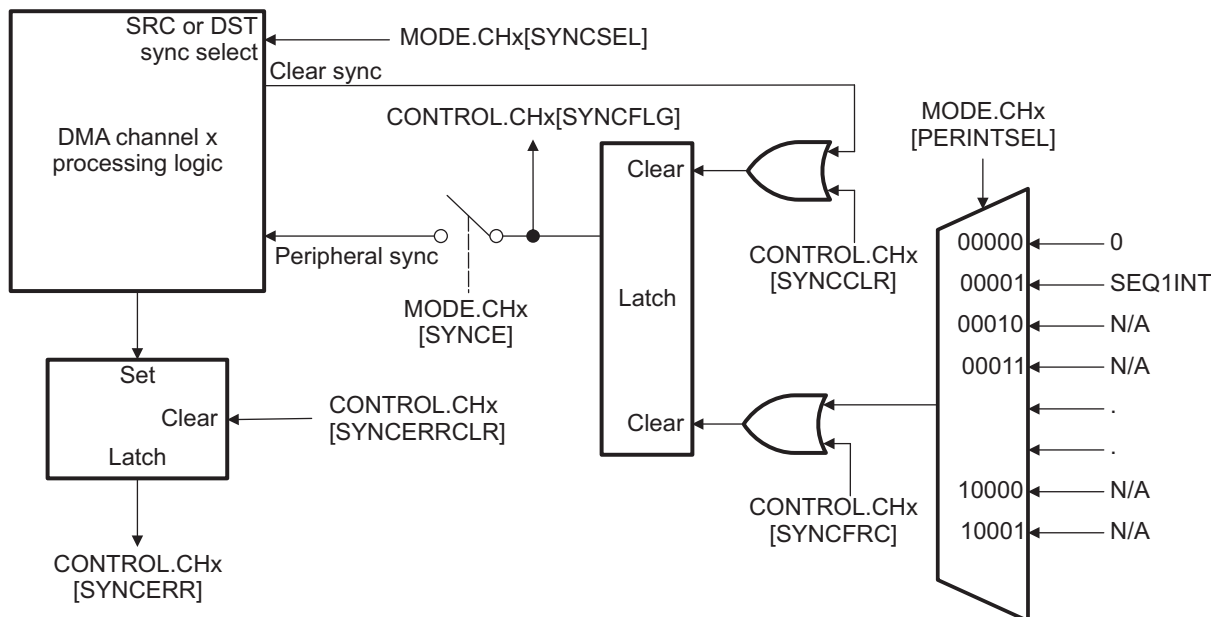 SRC or DST
sync select
MODE.CHx[SYNCSEL]
Clear sync
DMA channel x
processing logic
CONTROL.CHx[SYNCFLG]
MODE.CHx
[PERINTSEL]
Clear
Peripheral sync
MODE.CHx
[SYNCE]
Latch
CONTROL.CHx
[SYNCCLR]
00000
0
00001
SEQ1INT
00010
N/A
00011
N/A
.
.
10000
N/A
10001
N/A
Clear
CONTROL.CHx
[SYNCFRC]
Set
Clear
Latch
CONTROL.CHx
[SYNCERRCLR]
CONTROL.CHx
[SYNCERR]